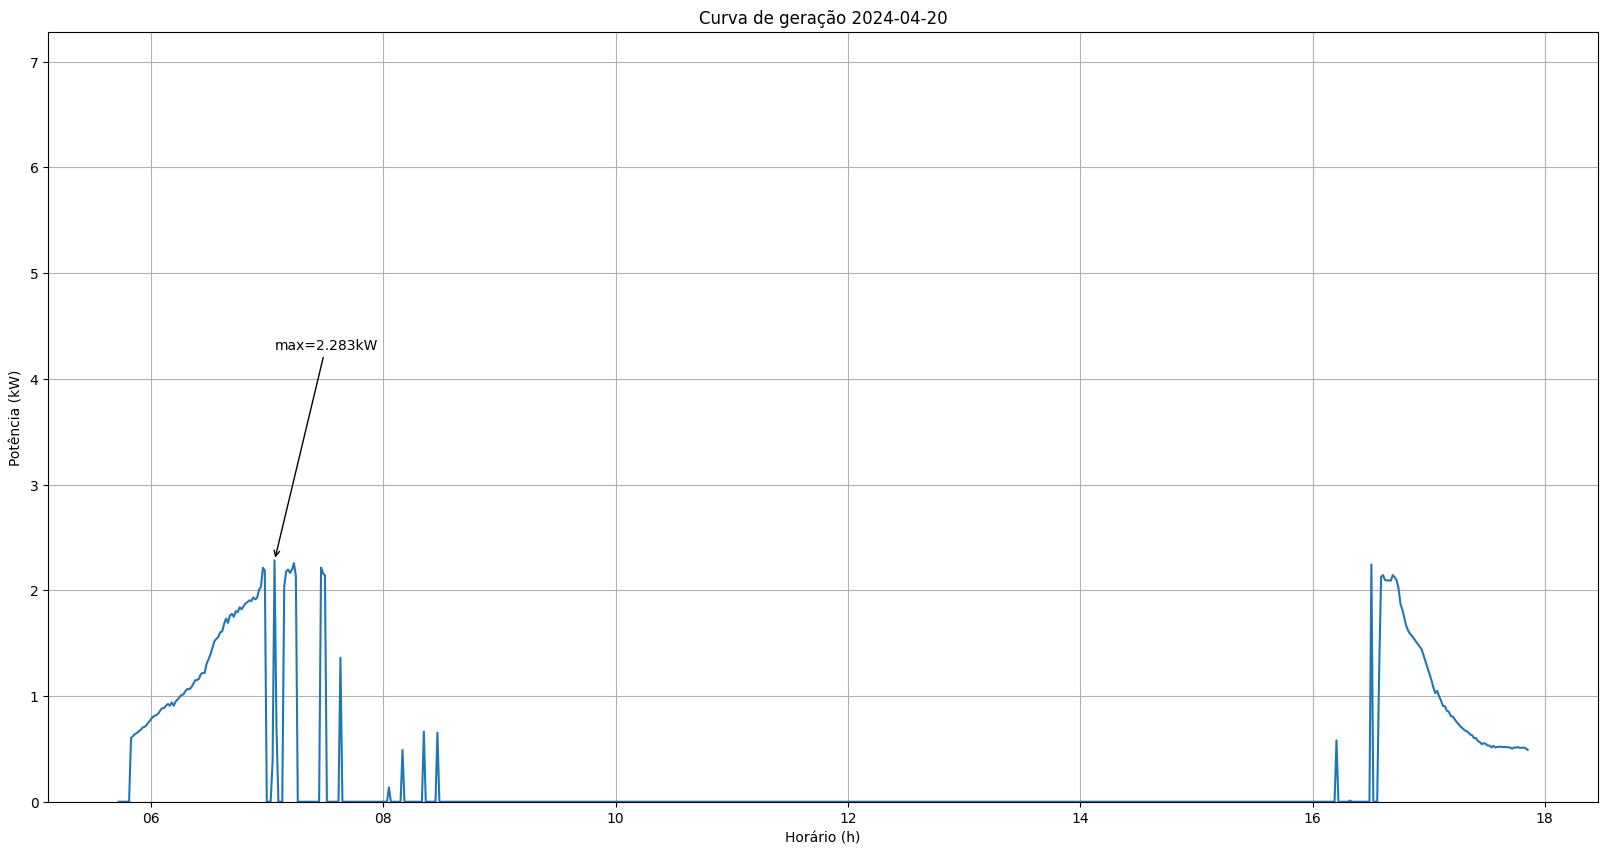 Curva de geração 2024-04-20
7
6
5
4
3
2
1
0
Potência (kW)
max=2.283kW
06 08 10 12 14 16 18
Horário (h)